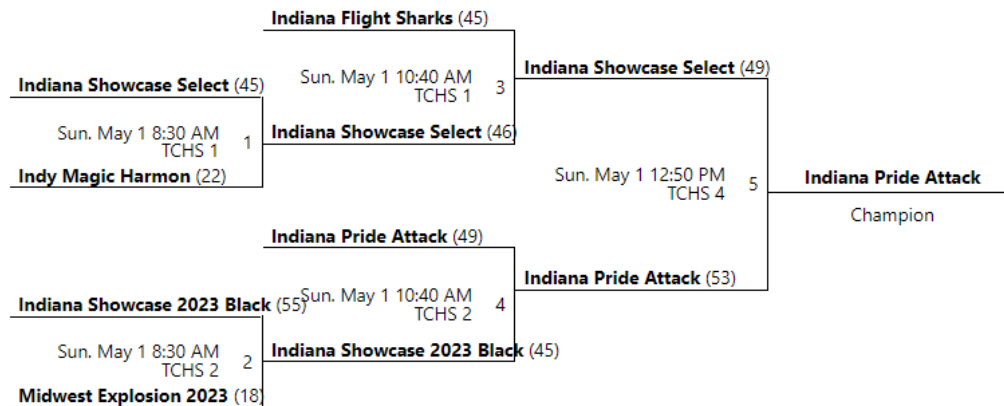 Indiana Flight Sharks (45)
Sun. May 1 10:40 AM
TCHS 1
3
Indiana Showcase Select (49)
Indiana Showcase Select (45)
Sun. May 1 8:30 AM
TCHS 1
1
Indiana Showcase Select (46)
Indy Magic Harmon (22)
Sun. May 1 12:50 PM
TCHS 4
5
Indiana Pride Attack
Champion
Indiana Pride Attack (49)
Sun. May 1 10:40 AM
TCHS 2
4
Indiana Pride Attack (53)
Indiana Showcase 2023 Black (55)
Sun. May 1 8:30 AM
TCHS 2
2
Indiana Showcase 2023 Black (45)
Midwest Explosion 2023 (18)